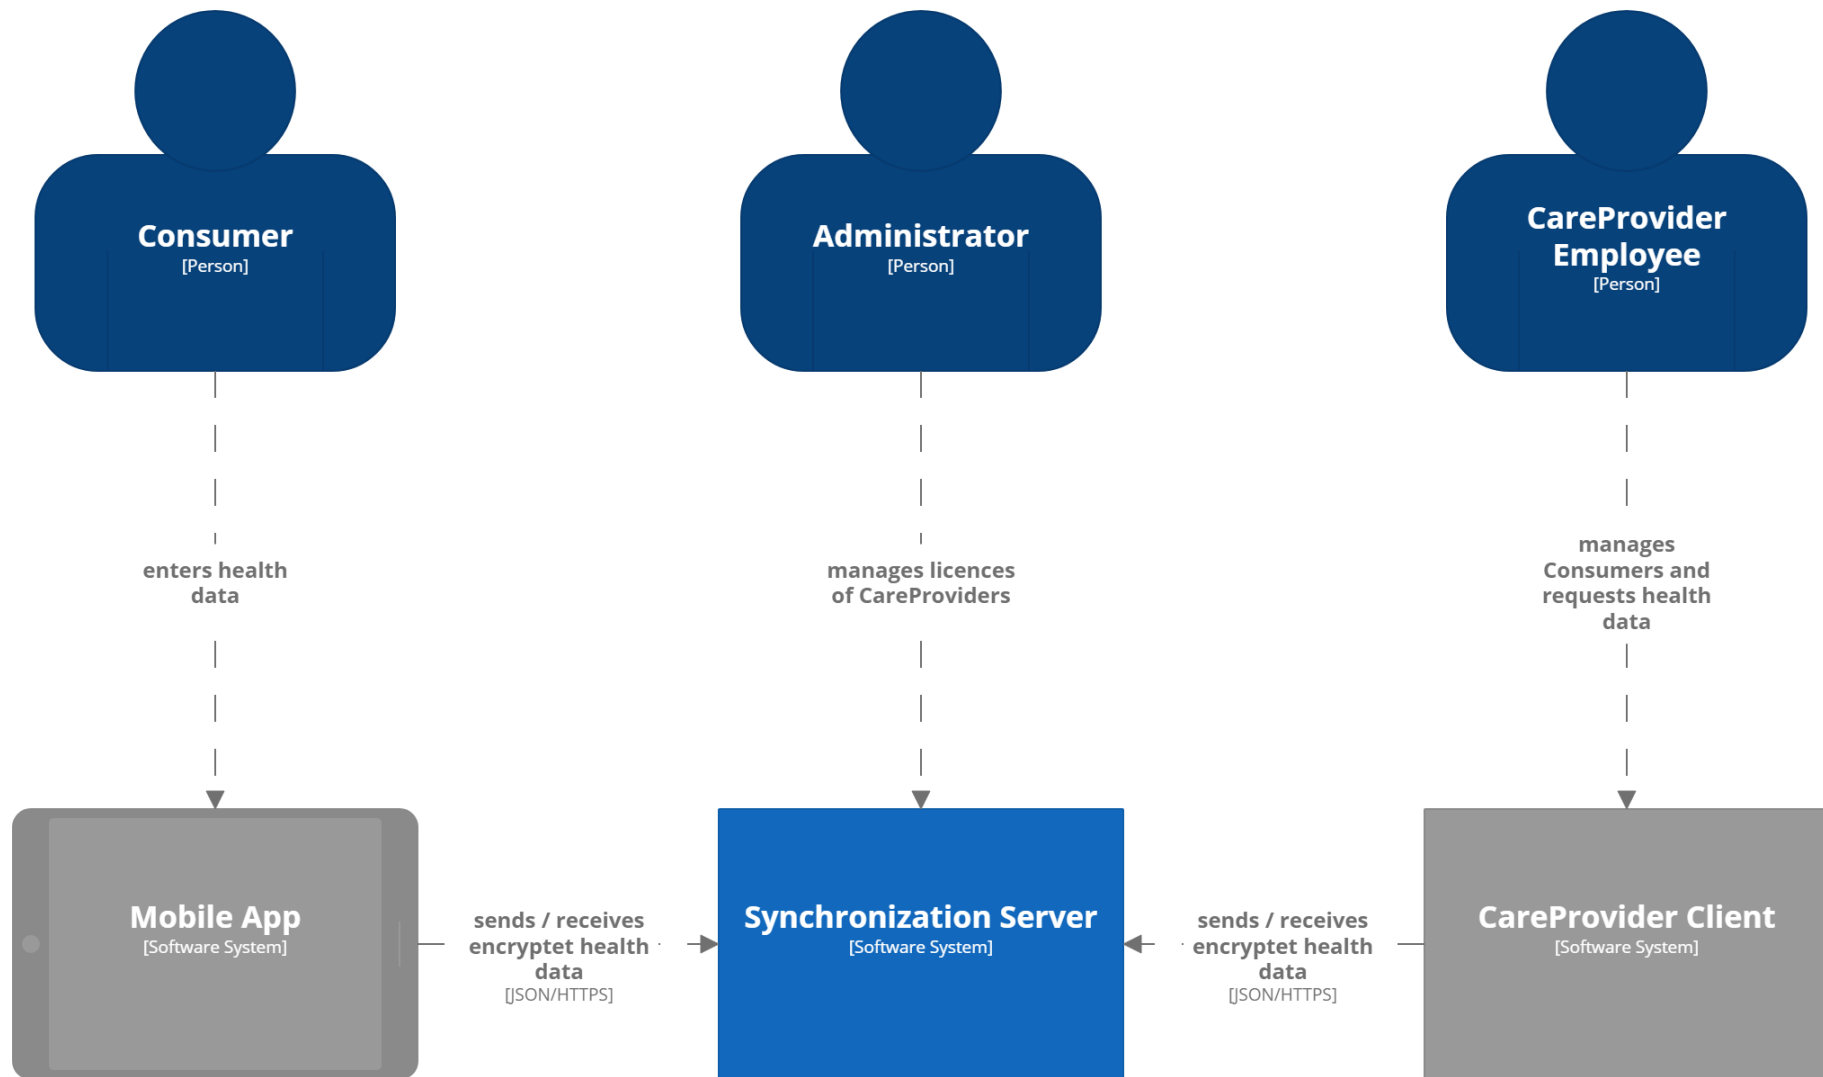 Consumer
[Person]
Administrator
[Person]
CareProvider
Employee
[Person]
enters health
data
manages licences
of CareProviders
manages
Consumers and
requests health
data
Mobile App
[Software System]
sends / receives
encryptet health
data
[JSON/HTTPS]
Synchronization Server
[Software System]
sends / receives
encryptet health
data
[JSON/HTTPS]
CareProvider Client
[Software System]